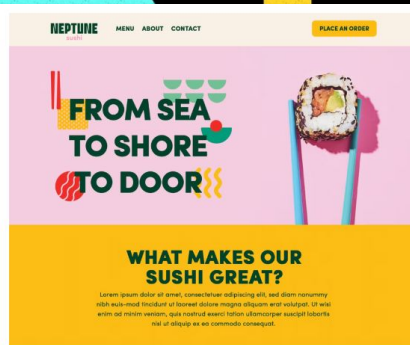 NEPTUNE
sushi
MENU ABOUT CONTACT
PLACE AN ORDER
FROM SEA
TO SHORE
TO DOOR
WHAT MAKES OUR
SUSHI GREAT?
Lorem ipsum dolor sit amet, consectetuer adipiscing elit, sed diam nonummy
nibh euis-mod tincidunt ut laoreet dolore magna aliquam erat volutpat. Ut wisi
enim ad minim veniam, quis nostrud exerci tation ullamcorper suscipit lobortis
nisl ut aliquip ex ea commodo consequat.